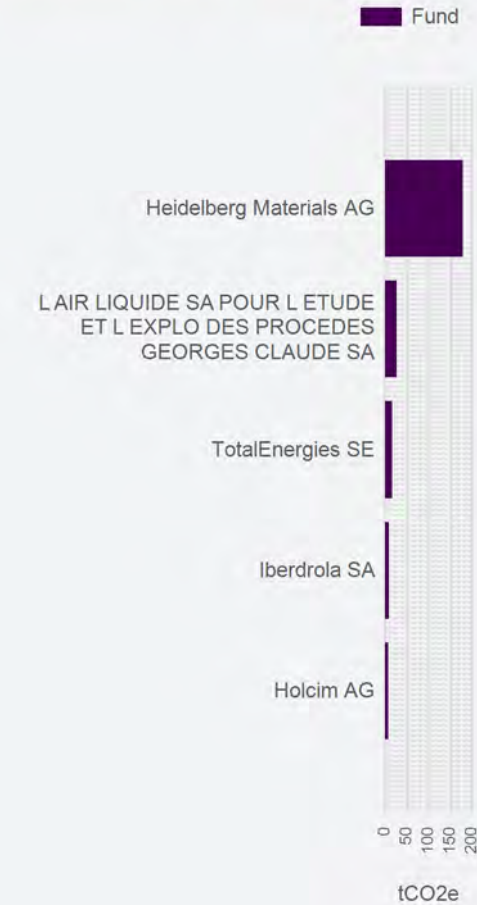 Fund
Heidelberg Materials AG
L AIR LIQUIDE SA POUR L ETUDE
ET L EXPLO DES PROCEDES
GEORGES CLAUDE SA
TotalEnergies SE
Iberdrola SA
Holcim AG
0
50
100
150
200
tCO2e